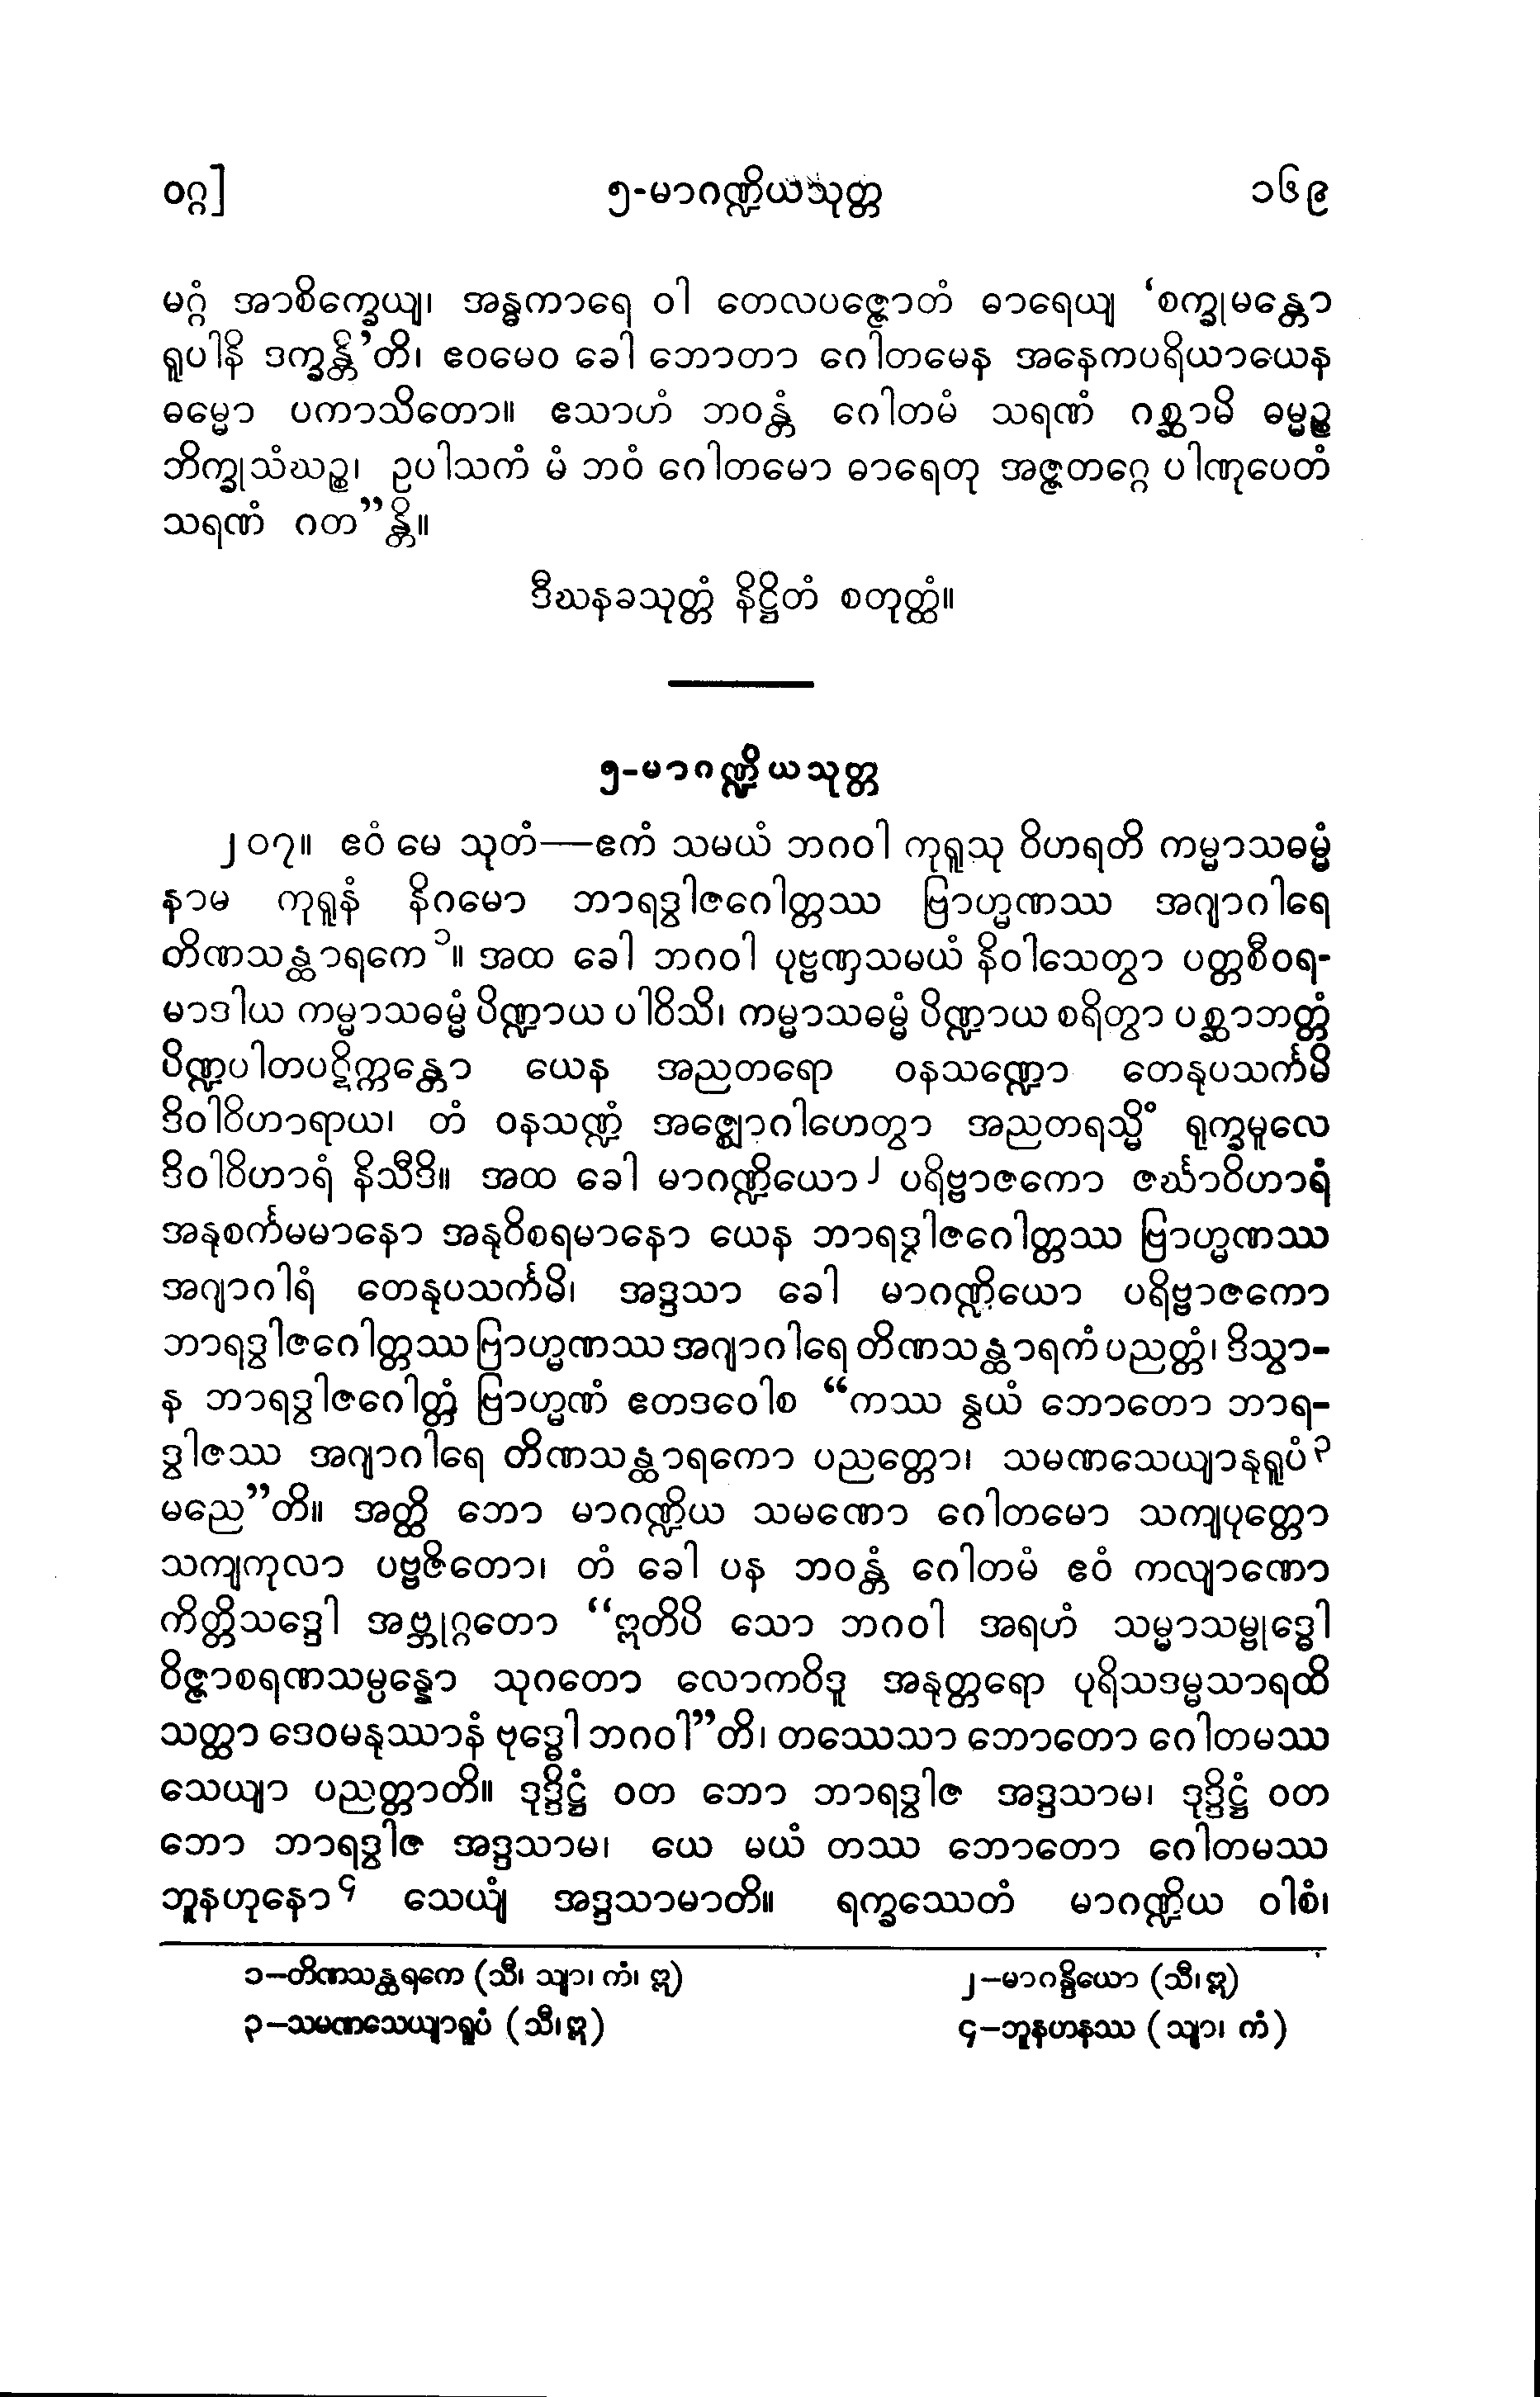 ဝဂ္ဂ] ၅-မာဂဏ္ဍိယသုတ္တ ၁၆၉
မဂ္ဂံ အာစိက္ခေယျ၊ အန္ဓကာရေ ဝါ တေလပဇ္ဇောတံ ဓာရေယျ ‘စက္ခုမန္တော
ရူပါနိ ဒက္ခန္တိ’တိ၊ ဧဝမေဝ ခေါ ဘောတာ ဂေါတမေန အနေကပရိယာယေန
ဓမ္မော ပကာသိတော။ ဧသာဟံ ဘဝန္တံ ဂေါတမံ သရဏံ ဂစ္ဆာမိ ဓမ္မဉ္စ
ဘိက္ခုသံဃဉ္စ၊ ဥပါသကံ မံ ဘဝံ ဂေါတမော ဓာရေတု အဇ္ဇတဂ္ဂေ ပါဏုပေတံ
သရဏံ ဂတ”န္တိ။
ဒီဃနခသုတ္တံ နိဋ္ဌိတံ စတုတ္ထံ။
၅-မာဂဏ္ဍိယသုတ္တ
၂၀၇။ ဧဝံ မေ သုတံ—ဧကံ သမယံ ဘဂဝါ ကုရူသု ဝိဟရတိ ကမ္မာသဓမ္မံ
နာမ ကုရူနံ နိဂမော ဘာရဒွါဇဂေါတ္တဿ ဗြာဟ္မဏဿ အဂျာဂါရေ
တိဏသန္ထာရကေ၁။ အထ ခေါ ဘဂဝါ ပုဗ္ဗဏှသမယံ နိဝါသေတွာ ပတ္တစီဝရ-
မာဒါယ ကမ္မာသဓမ္မံ ပိဏ္ဍာယ ပါဝိသိ၊ ကမ္မာသဓမ္မံ ပိဏ္ဍာယ စရိတွာ ပစ္ဆာဘတ္တံ
ပိဏ္ဍပါတပဋိက္ကန္တော ယေန အညတရော ဝနသဏ္ဍော တေနုပသင်္ကမိ
ဒိဝါဝိဟာရာယ၊ တံ ဝနသဏ္ဍံ အဇ္ဈောဂါဟေတွာ အညတရသ္မိံ ရုက္ခမူလေ
ဒိဝါဝိဟာရံ နိသီဒိ။ အထ ခေါ မာဂဏ္ဍိယော၂ ပရိဗ္ဗာဇကော ဇင်္ဃာဝိဟာရံ
အနုစင်္ကမမာနော အနုဝိစရမာနော ယေန ဘာရဒွါဇဂေါတ္တဿ ဗြာဟ္မဏဿ
အဂျာဂါရံ တေနုပသင်္ကမိ၊ အဒ္ဒသာ ခေါ မာဂဏ္ဍိယော ပရိဗ္ဗာဇကော
ဘာရဒွါဇဂေါတ္တဿ ဗြာဟ္မဏဿ အဂျာဂါရေ တိဏသန္ထာရကံ ပညတ္တံ၊ ဒိသွာ-
န ဘာရဒွါဇဂေါတ္တံ ဗြာဟ္မဏံ ဧတဒဝေါစ “ကဿ နွယံ ဘောတော ဘာရ-
ဒွါဇဿ အဂျာဂါရေ တိဏသန္ထာရကော ပညတ္တော၊ သမဏသေယျာနုရူပံ၃
မညေ”တိ။ အတ္ထိ ဘော မာဂဏ္ဍိယ သမဏော ဂေါတမော သကျပုတ္တော
သကျကုလာ ပဗ္ဗဇိတော၊ တံ ခေါ ပန ဘဝန္တံ ဂေါတမံ ဧဝံ ကလျာဏော
ကိတ္တိသဒ္ဒေါ အဗ္ဘုဂ္ဂတော “ဣတိပိ သော ဘဂဝါ အရဟံ သမ္မာသမ္ဗုဒ္ဓေါ
ဝိဇ္ဇာစရဏသမ္ပန္နော သုဂတော လောကဝိဒူ အနုတ္တရော ပုရိသဒမ္မသာရထိ
သတ္ထာ ဒေဝမနုဿာနံ ဗုဒ္ဓေါ ဘဂဝါ”တိ၊ တဿေသာ ဘောတော ဂေါတမဿ
သေယျာ ပညတ္တာတိ။ ဒုဒ္ဒိဋ္ဌံ ဝတ ဘော ဘာရဒွါဇ အဒ္ဒသာမ၊ ဒုဒ္ဒိဋ္ဌံ ဝတ
ဘော ဘာရဒွါဇ အဒ္ဒသာမ၊ ယေ မယံ တဿ ဘောတော ဂေါတမဿ
ဘူနဟုနော၄ သေယျံ အဒ္ဒသာမာတိ။ ရက္ခဿေတံ မာဂဏ္ဍိယ ဝါစံ၊
၁–တိဏသန္ထရကေ (သီ၊ သျာ၊ ကံ၊ ဣ) ၂–မာဂန္ဒိယော (သီ၊ ဣ)
၃–သမဏသေယျာရူပံ (သီ၊ ဣ) ၄–ဘူနဟနဿ (သျာ၊ ကံ)